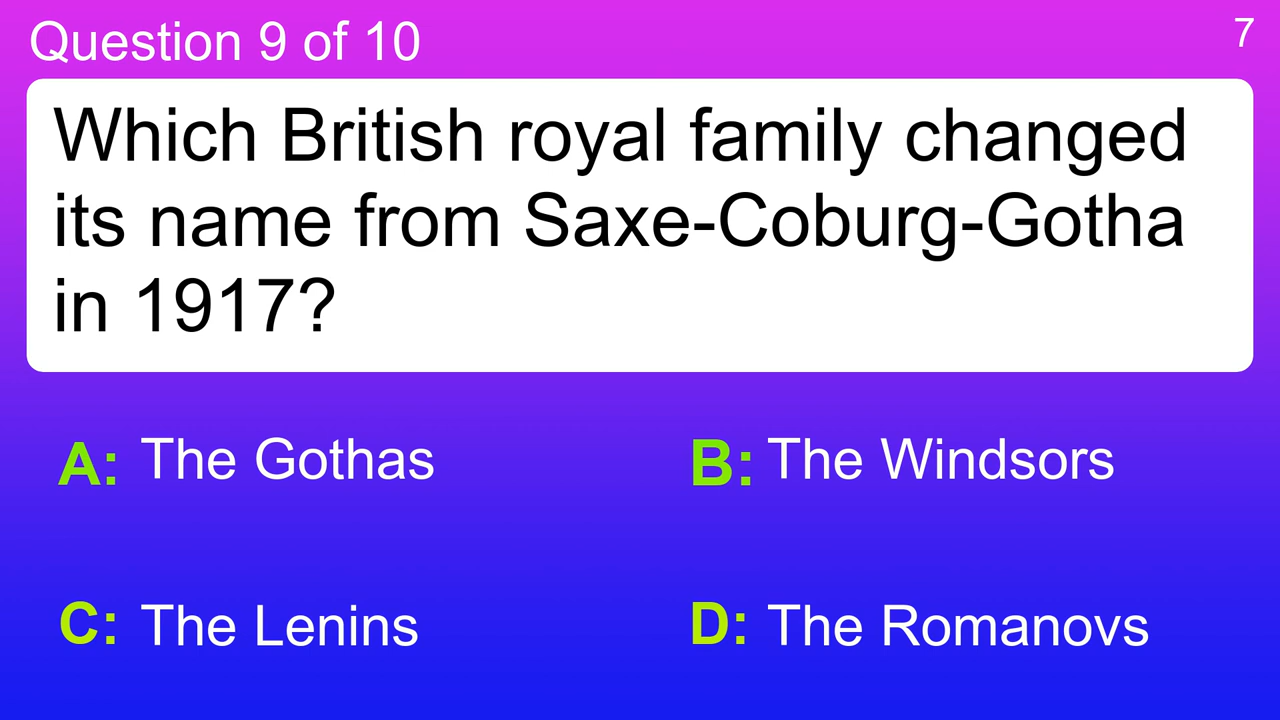 Question 9 of 10
7
Which British royal family changed
its name from Saxe-Coburg-Gotha
in 1917?
A: The Gothas
B: The Windsors
C: The Lenins
D: The Romanovs